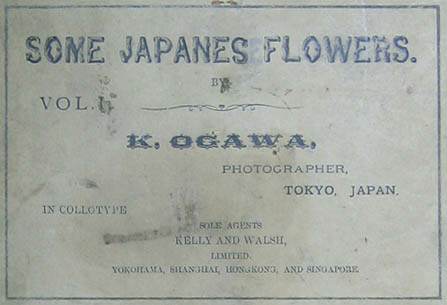 SOME JAPANESE FLOWERS.
BY
VOL. I.
K. OGAWA,
PHOTOGRAPHER,
TOKYO, JAPAN.
IN COLLOTYPE
SOLE AGENTS
KELLY AND WALSH,
LIMITED.
YOKOHAMA, SHANGHAI, HONGKONG, AND SINGAPORE.